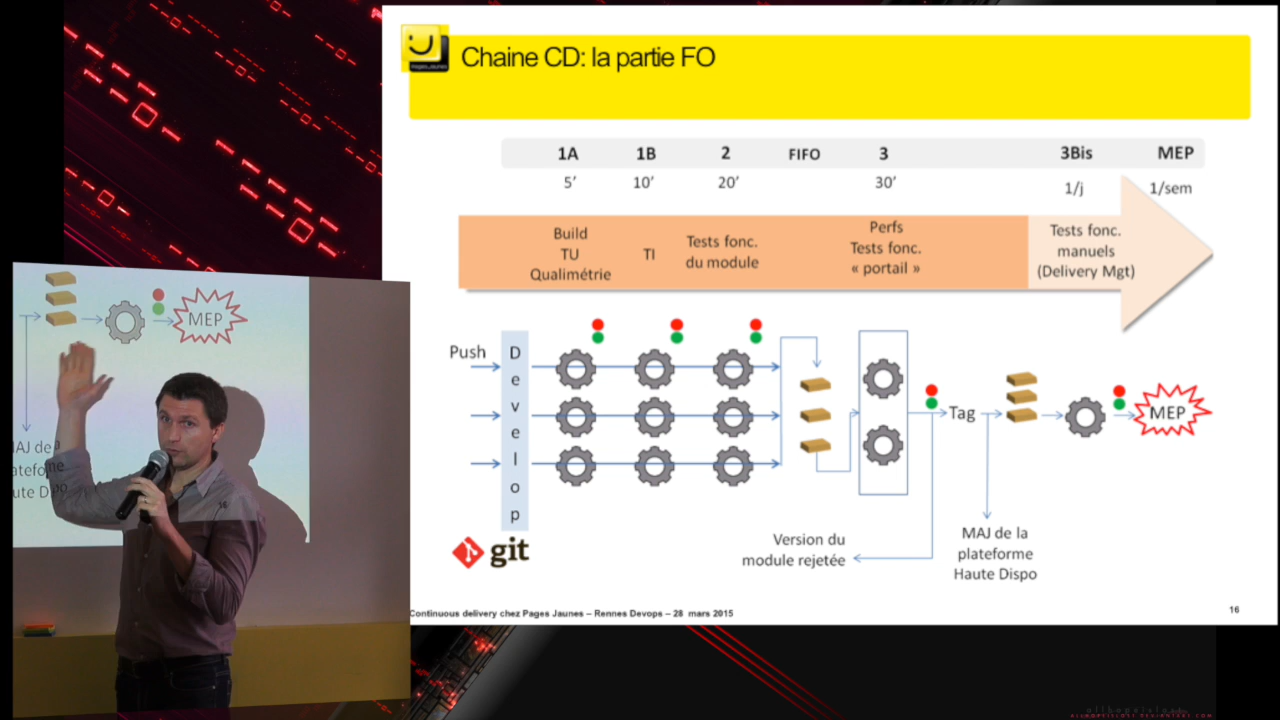 Chaine CD: la partie FO
1A 1B 2 FIFO 3 3Bis MEP
5’ 10’ 20’ 30’ 1/j 1/sem
Build
TU
Qualimétrie
TI
Tests fonc.
du module
Perfs
Tests fonc.
« portail »
Tests fonc.
manuels
(Delivery Mgt)
Push
D
e
v
e
l
o
p
git
Tag
MEP
Version du
module rejetée
MAJ de la
plateforme
Haute Dispo
Continuous delivery chez Pages Jaunes – Rennes Devops – 28 mars 2015
16
MEP